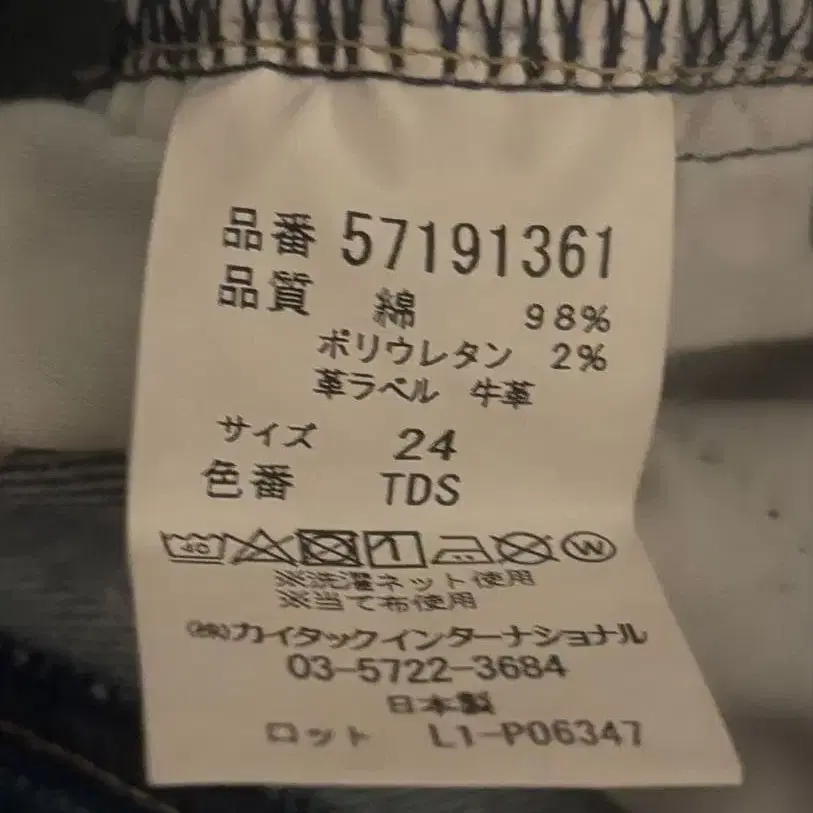 品番 57191361
品質 綿 98%
ポリウレタン 2%
革ラベル 牛革
サイズ 24
色番 TDS
40 W
※洗濯ネット使用
※当て布使用
㈱カイタックインターナショナル
03-5722-3684
日本製
ロット L1-P06347